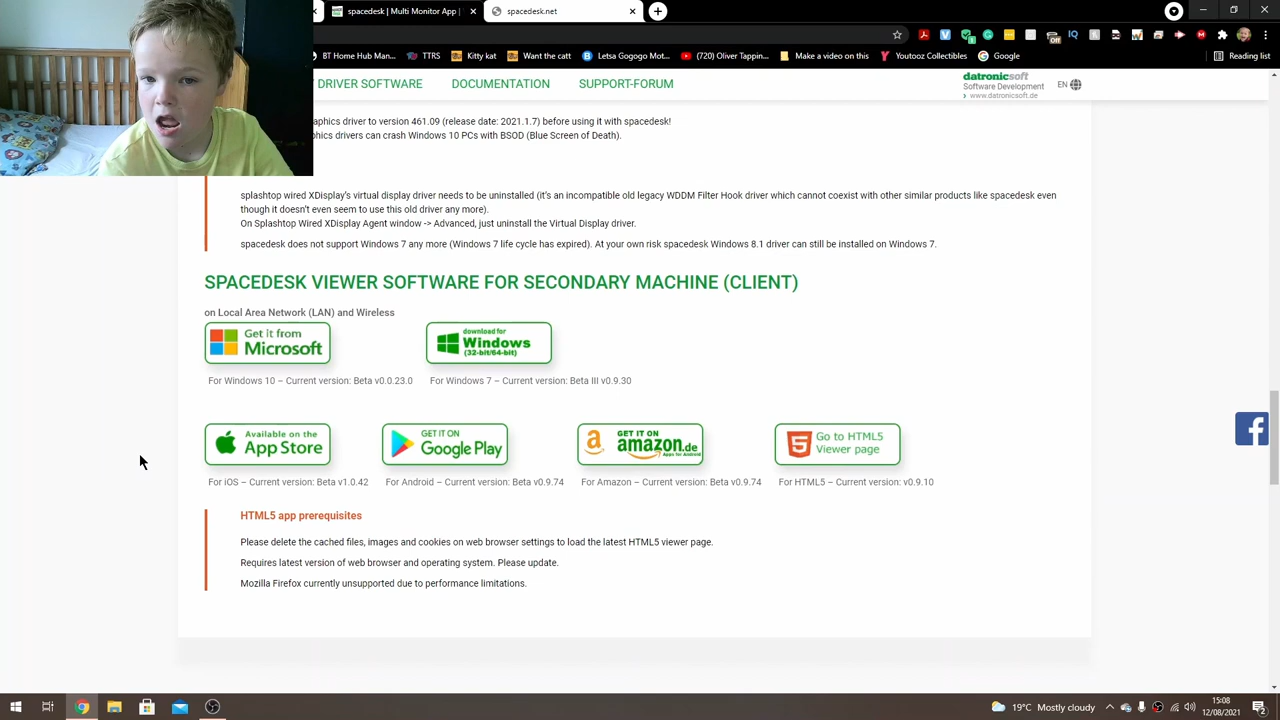 spacedesk | Multi Monitor App |
spacedesk.net
BT Home Hub Man...
TTRS
Kitty kat
Want the catt
Letsa Gogogo Mot...
(720) Oliver Tappin...
Make a video on this
Youtooz Collectibles
Google
Reading list
DRIVER SOFTWARE
DOCUMENTATION
SUPPORT-FORUM
datronicsoft
Software Development
www.datronicsoft.de
EN
aphics driver to version 461.09 (release date: 2021.1.7) before using it with spacedesk!
phics drivers can crash Windows 10 PCs with BSOD (Blue Screen of Death).
splashtop wired XDisplay's virtual display driver needs to be uninstalled (it's an incompatible old legacy WDDM Filter Hook driver which cannot coexist with other similar products like spacedesk even
though it doesn't even seem to use this old driver any more).
On Splashtop Wired XDisplay Agent window -> Advanced, just uninstall the Virtual Display driver.
spacedesk does not support Windows 7 any more (Windows 7 life cycle has expired). At your own risk spacedesk Windows 8.1 driver can still be installed on Windows 7.
SPACEDESK VIEWER SOFTWARE FOR SECONDARY MACHINE (CLIENT)
on Local Area Network (LAN) and Wireless
Get it from
Microsoft
download for
Windows
(32-bit/64-bit)
For Windows 10 – Current version: Beta v0.0.23.0
For Windows 7 – Current version: Beta III v0.9.30
Available on the
App Store
GET IT ON
Google Play
GET IT ON
amazon.de
Apps for Android
Go to HTML5
Viewer page
For iOS – Current version: Beta v1.0.42
For Android – Current version: Beta v0.9.74
For Amazon – Current version: Beta v0.9.74
For HTML5 – Current version: v0.9.10
HTML5 app prerequisites
Please delete the cached files, images and cookies on web browser settings to load the latest HTML5 viewer page.
Requires latest version of web browser and operating system. Please update.
Mozilla Firefox currently unsupported due to performance limitations.
19°C Mostly cloudy
15:08
12/08/2021